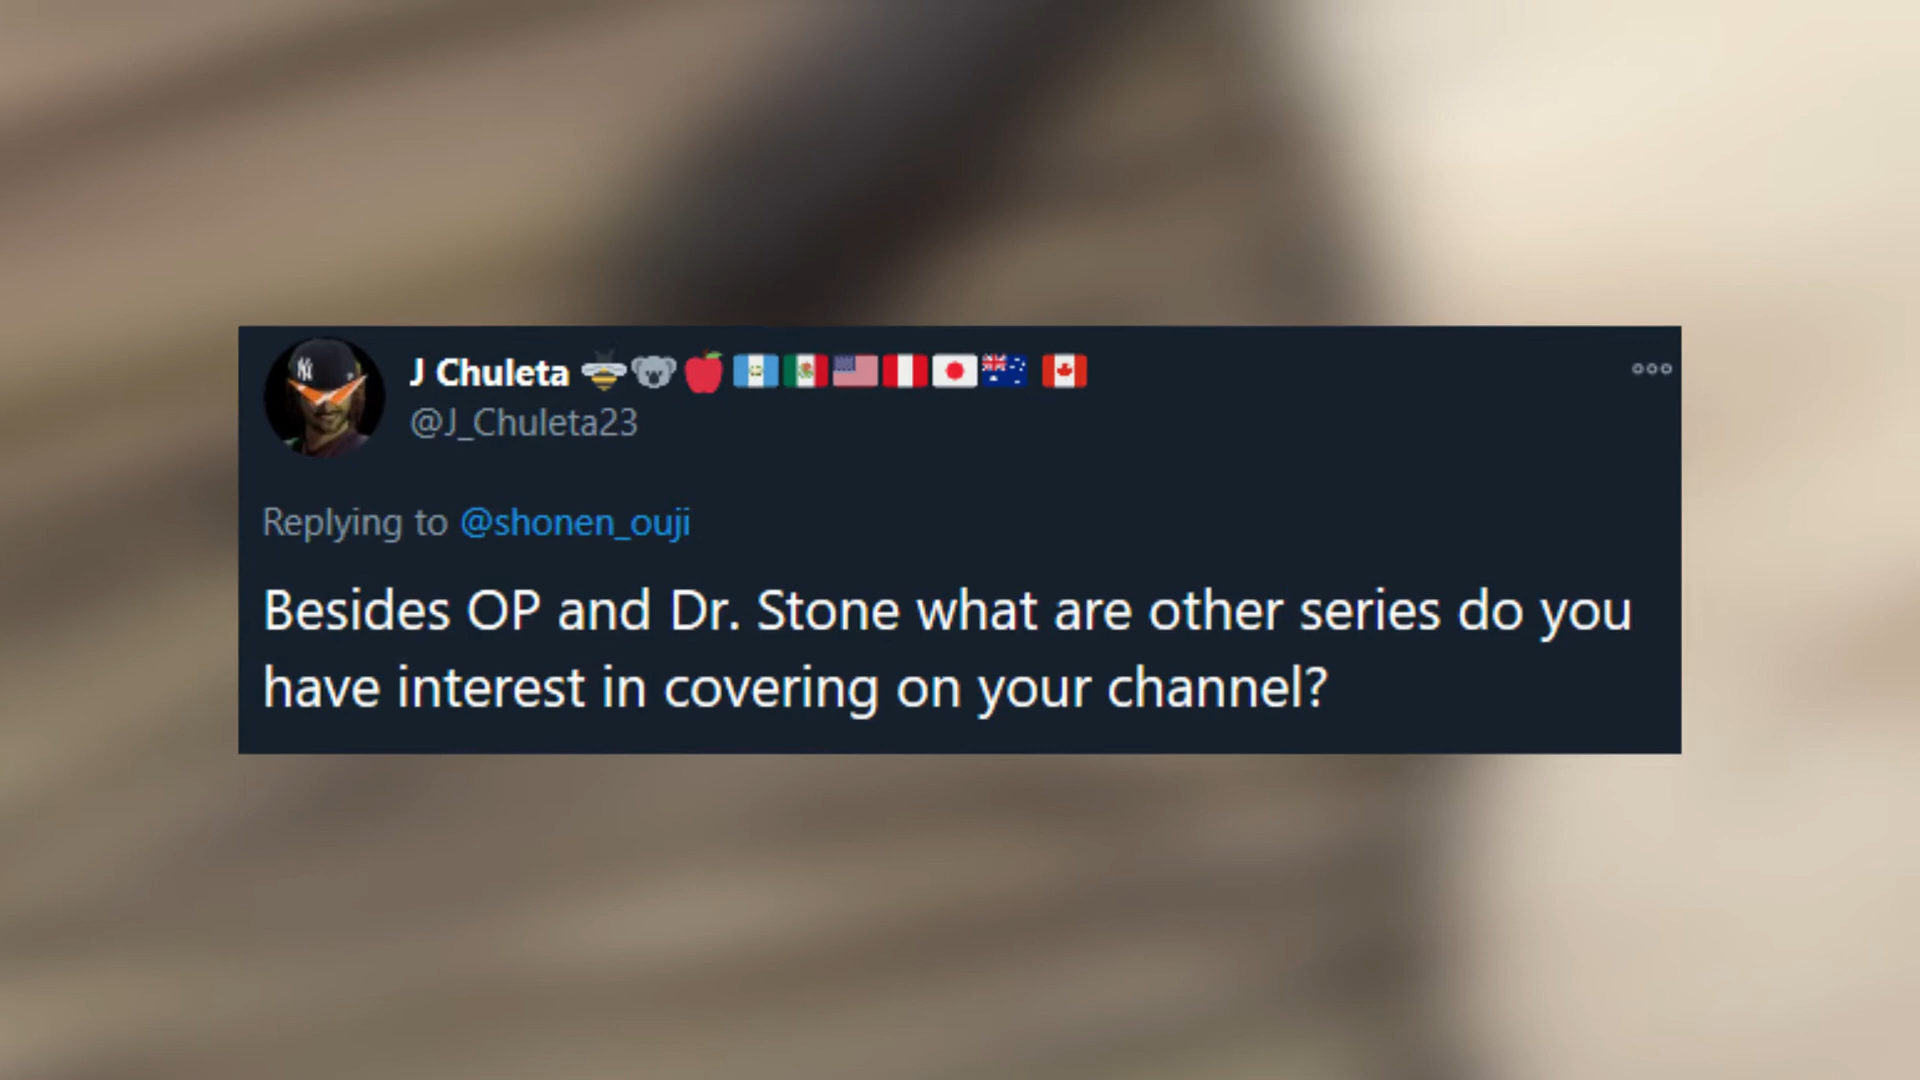 J Chuleta 🐝🐨🍎🇬🇹🇲🇽🇺🇸🇵🇪🇯🇵🇦🇺🇨🇦
@J_Chuleta23
Replying to @shonen_ouji
Besides OP and Dr. Stone what are other series do you
have interest in covering on your channel?